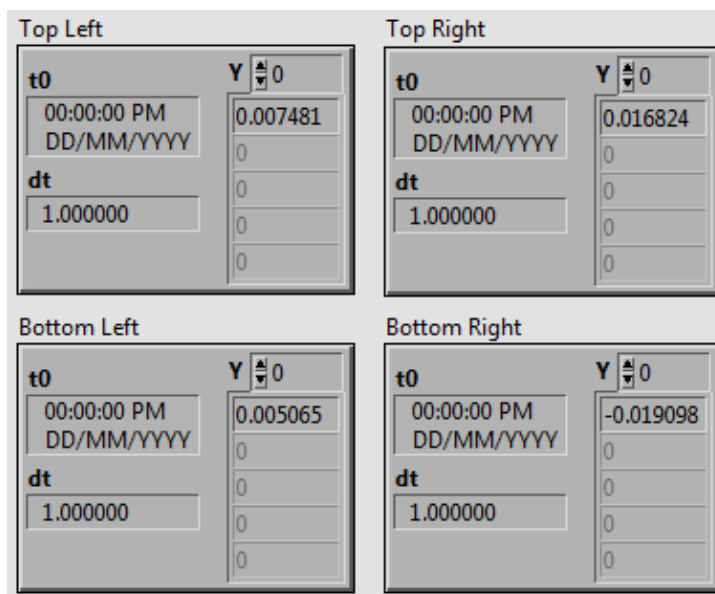 Top Left
t0
00:00:00 PM
DD/MM/YYYY
dt
1.000000
Y 0
0.007481
0
0
0
0
Top Right
t0
00:00:00 PM
DD/MM/YYYY
dt
1.000000
Y 0
0.016824
0
0
0
0
Bottom Left
t0
00:00:00 PM
DD/MM/YYYY
dt
1.000000
Y 0
0.005065
0
0
0
0
Bottom Right
t0
00:00:00 PM
DD/MM/YYYY
dt
1.000000
Y 0
-0.019098
0
0
0
0